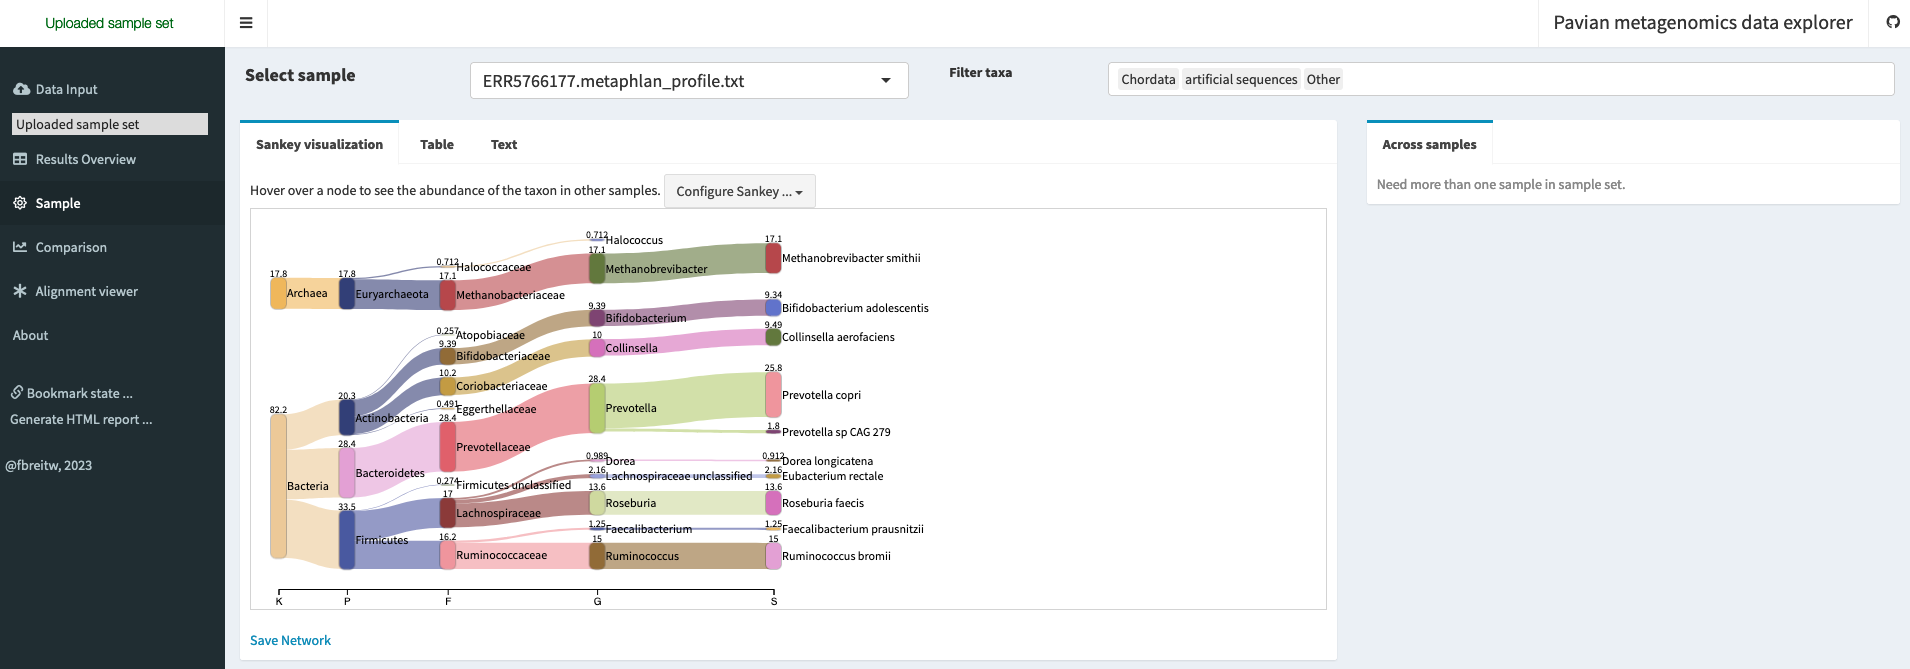 Uploaded sample set
Pavian metagenomics data explorer
Data Input
Uploaded sample set
Results Overview
Sample
Comparison
Alignment viewer
About
Bookmark state ...
Generate HTML report ...
@fbreitw, 2023
Select sample
ERR5766177.metaphlan_profile.txt
Filter taxa
Chordata artificial sequences Other
Sankey visualization Table Text
Hover over a node to see the abundance of the taxon in other samples. Configure Sankey ...
17.8
Archaea
82.2
Bacteria
17.8
Euryarchaeota
20.3
Actinobacteria
28.4
Bacteroidetes
33.5
Firmicutes
0.712
Halococcaceae
17.1
Methanobacteriaceae
0.257
Atopobiaceae
9.39
Bifidobacteriaceae
10.2
Coriobacteriaceae
0.491
Eggerthellaceae
28.4
Prevotellaceae
0.274
Firmicutes unclassified
17
Lachnospiraceae
16.2
Ruminococcaceae
0.712
Halococcus
17.1
Methanobrevibacter
9.39
Bifidobacterium
10
Collinsella
28.4
Prevotella
0.989
Dorea
2.16
Lachnospiraceae unclassified
13.6
Roseburia
1.25
Faecalibacterium
15
Ruminococcus
17.1
Methanobrevibacter smithii
9.34
Bifidobacterium adolescentis
9.49
Collinsella aerofaciens
25.8
Prevotella copri
1.8
Prevotella sp CAG 279
0.912
Dorea longicatena
2.16
Eubacterium rectale
13.6
Roseburia faecis
1.25
Faecalibacterium prausnitzii
15
Ruminococcus bromii
K P F G S
Save Network
Across samples
Need more than one sample in sample set.